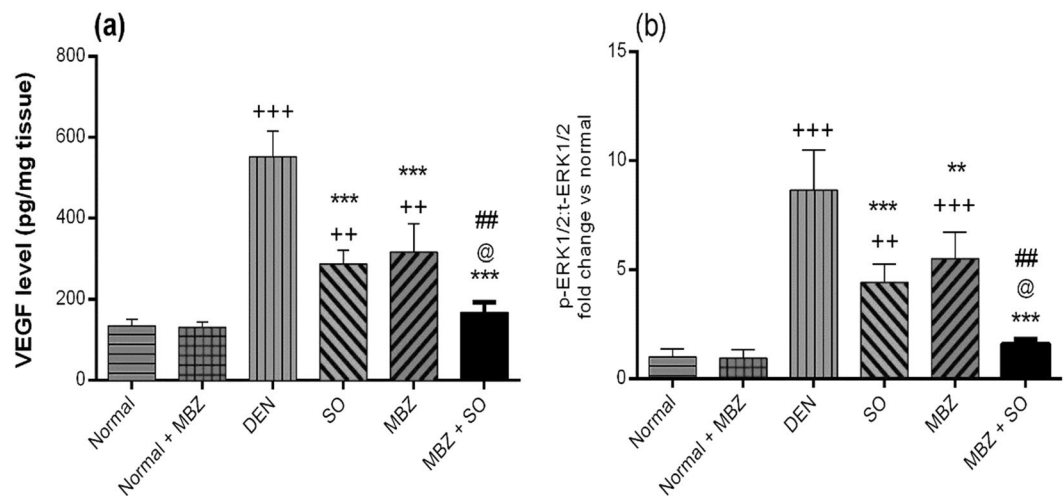 (a)
VEGF level (pg/mg tissue)
800
600
400
200
0
+++
***
++
***
++
##
@
***
Normal
Normal + MBZ
DEN
SO
MBZ
MBZ + SO
(b)
p-ERK1/2:t-ERK1/2
fold change vs normal
15
10
5
0
+++
***
++
**
+++
##
@
***
Normal
Normal + MBZ
DEN
SO
MBZ
MBZ + SO